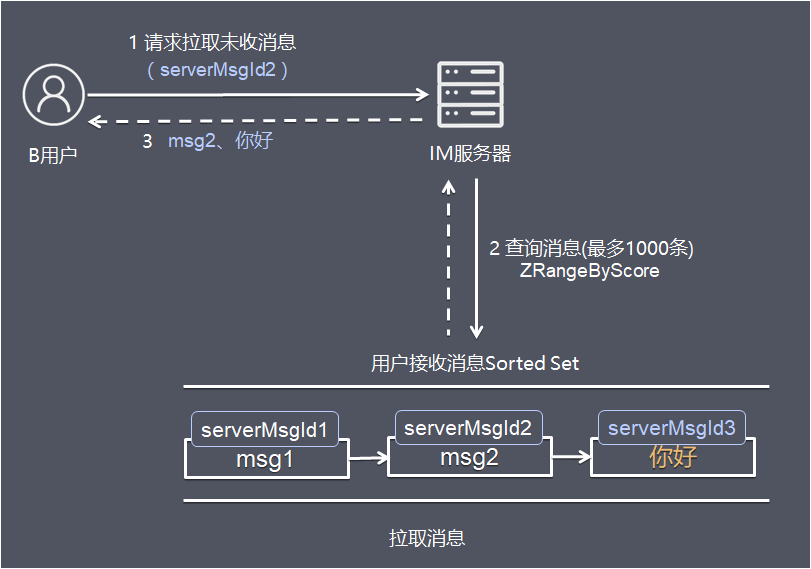 1 请求拉取未收消息
（serverMsgId2）
3 msg2、你好
B用户
IM服务器
2 查询消息(最多1000条)
ZRangeByScore
用户接收消息Sorted Set
serverMsgId1
msg1
serverMsgId2
msg2
serverMsgId3
你好
拉取消息